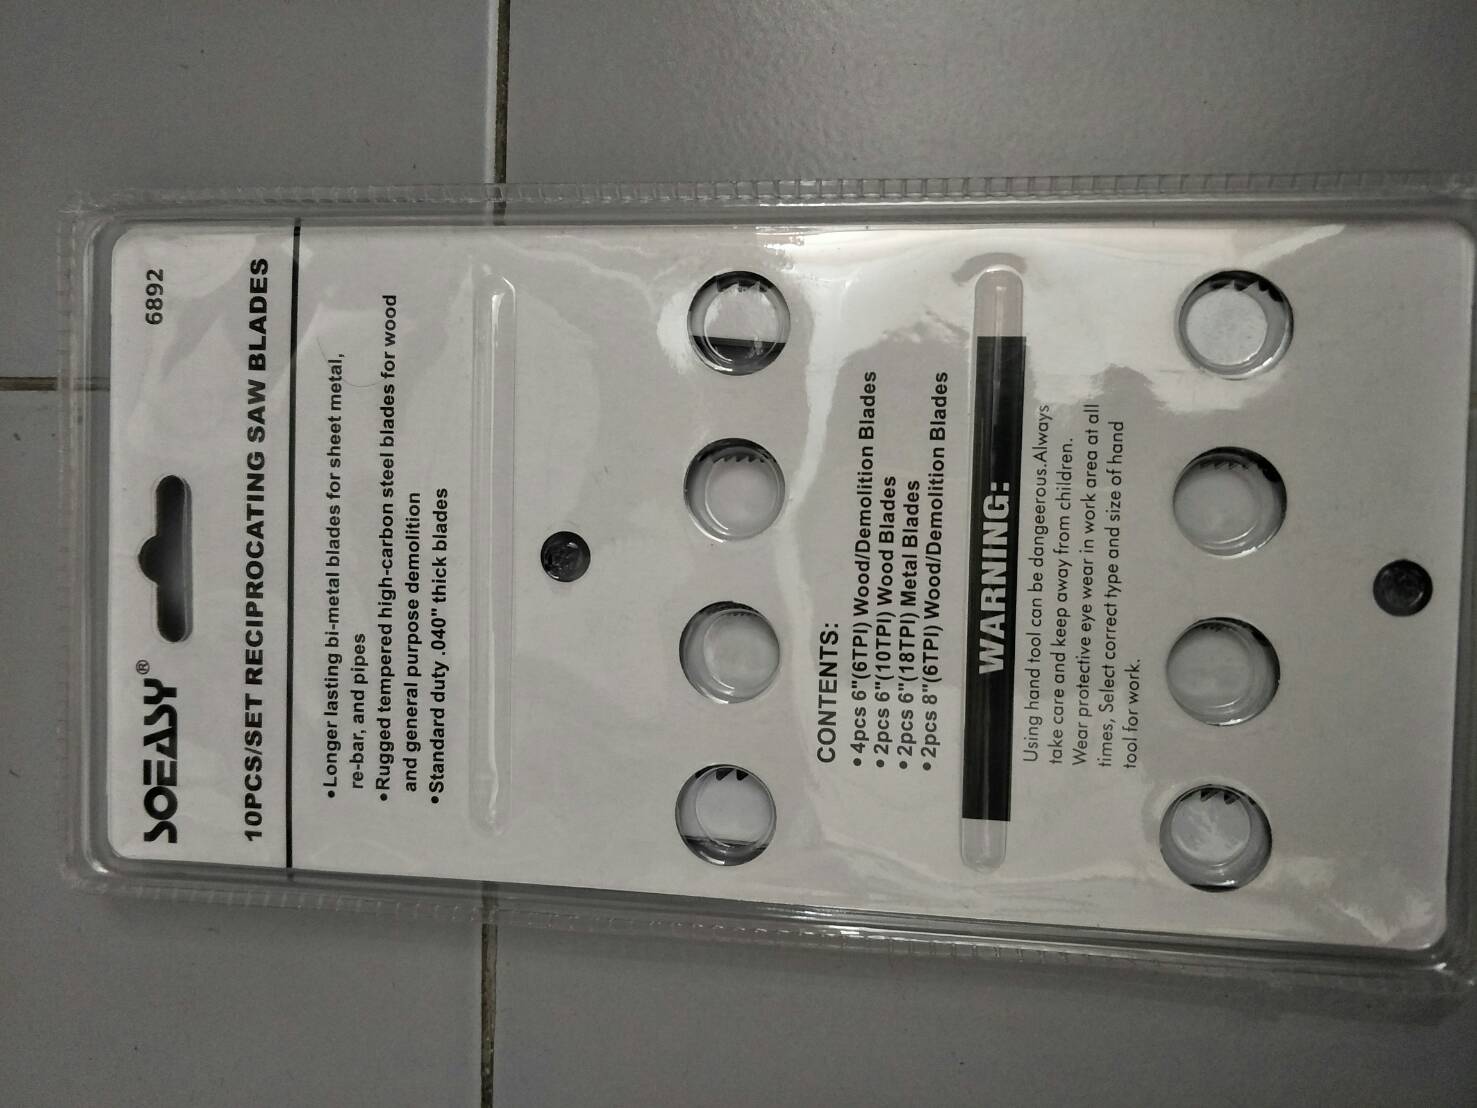 6892
SOEASY®
10PCS/SET RECIPROCATING SAW BLADES
•Longer lasting bi-metal blades for sheet metal,
re-bar, and pipes
•Rugged tempered high-carbon steel blades for wood
and general purpose demolition
•Standard duty .040" thick blades
CONTENTS:
•4pcs 6"(6TPI) Wood/Demolition Blades
•2pcs 6"(10TPI) Wood Blades
•2pcs 6"(18TPI) Metal Blades
•2pcs 8"(6TPI) Wood/Demolition Blades
WARNING:
Using hand tool can be dangeerous.Always
take care and keep away from children.
Wear protective eye wear in work area at all
times, Select correct type and size of hand
tool for work.